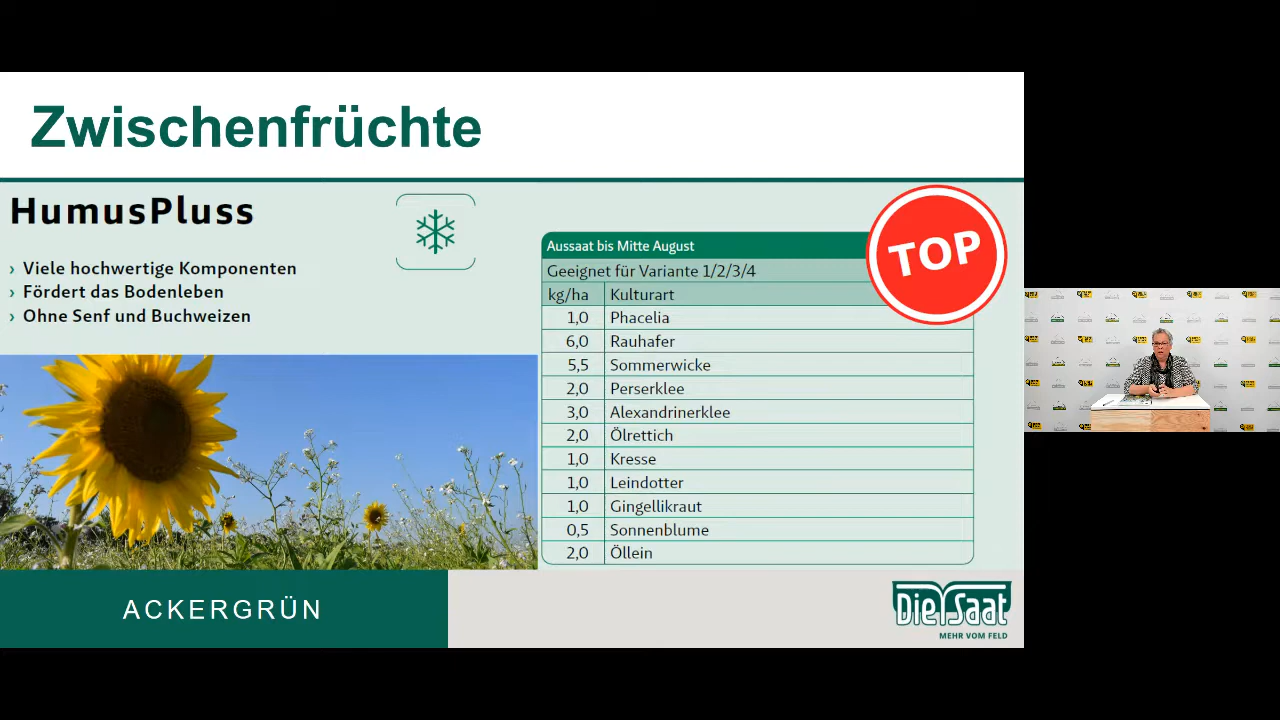 Zwischenfrüchte
HumusPluss
› Viele hochwertige Komponenten
› Fördert das Bodenleben
› Ohne Senf und Buchweizen
TOP
Aussaat bis Mitte August
Geeignet für Variante 1/2/3/4
kg/ha Kulturart
1,0 Phacelia
6,0 Rauhafer
5,5 Sommerwicke
2,0 Perserklee
3,0 Alexandrinerklee
2,0 Ölrettich
1,0 Kresse
1,0 Leindotter
1,0 Gingellikraut
0,5 Sonnenblume
2,0 Öllein
ACKERGRÜN
Die Saat
MEHR VOM FELD